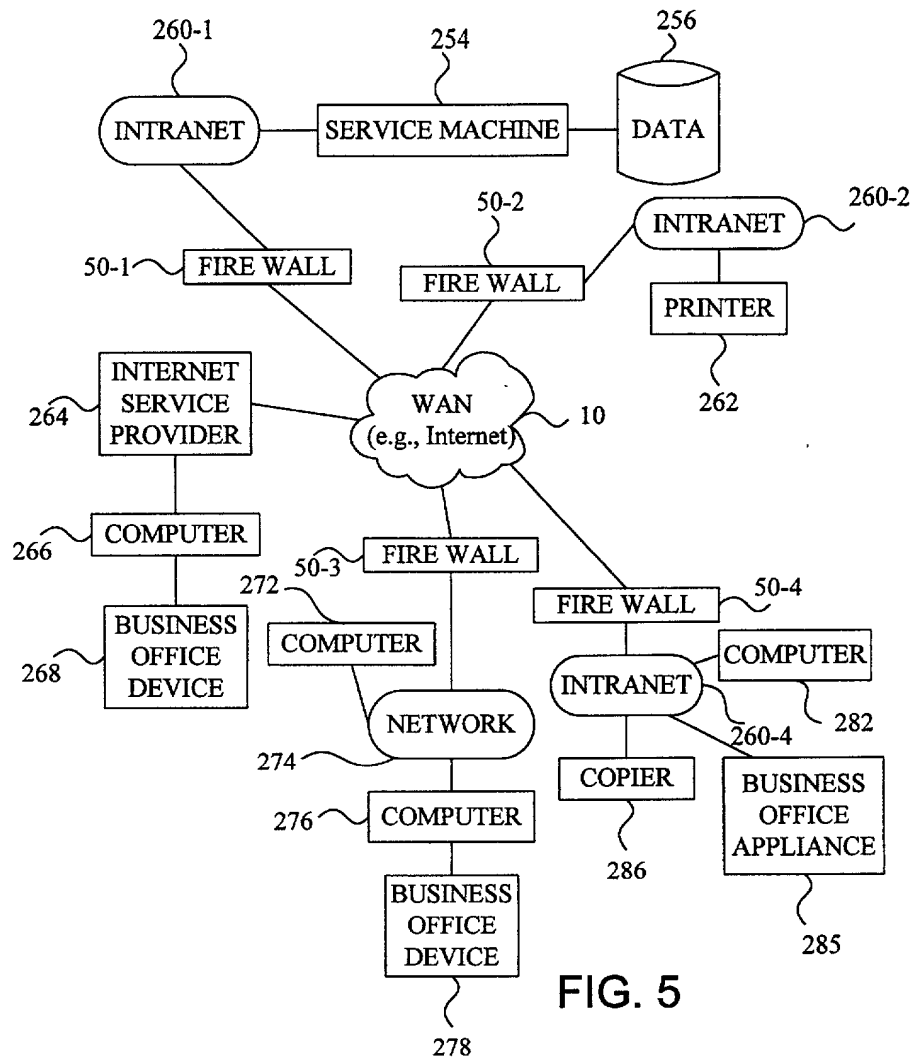 260-1
254
256
INTRANET
SERVICE MACHINE
DATA
50-2
260-2
INTRANET
50-1
FIRE WALL
FIRE WALL
PRINTER
262
INTERNET
SERVICE
PROVIDER
264
WAN
(e.g., Internet)
10
COMPUTER
266
50-3
FIRE WALL
272
50-4
FIRE WALL
BUSINESS
OFFICE
DEVICE
268
COMPUTER
COMPUTER
282
INTRANET
260-4
NETWORK
274
COPIER
286
BUSINESS
OFFICE
APPLIANCE
285
276
COMPUTER
BUSINESS
OFFICE
DEVICE
278
FIG. 5